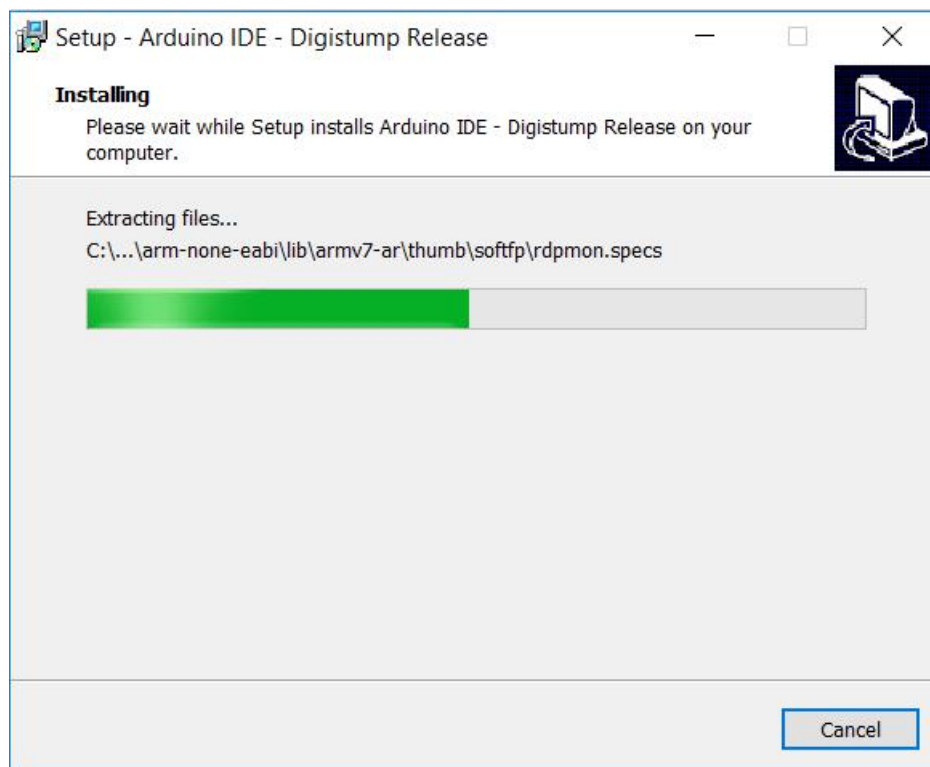 Setup - Arduino IDE - Digistump Release
Installing
Please wait while Setup installs Arduino IDE - Digistump Release on your
computer.
Extracting files...
C:\...\arm-none-eabi\lib\armv7-ar\thumb\softfp\rdpmon.specs
Cancel